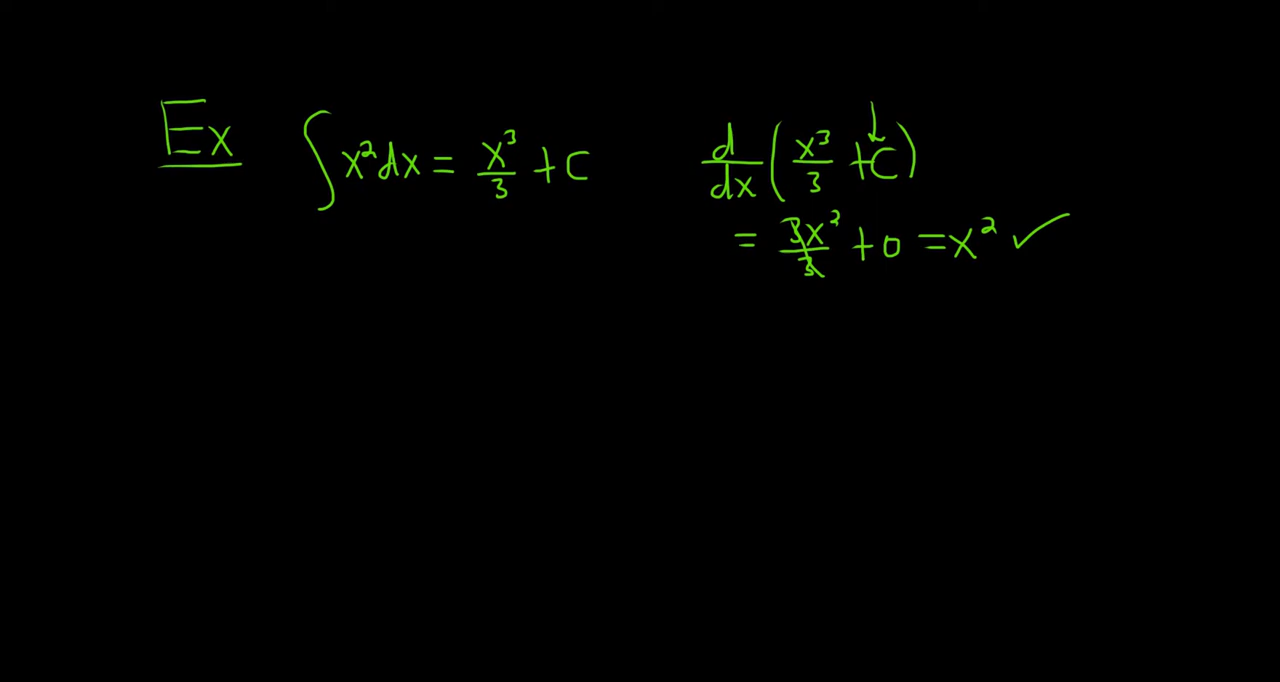 Ex ∫x²dx = x³/3 + C d/dx (x³/3 + C)
= 3x²/3 + 0 = x² ✓